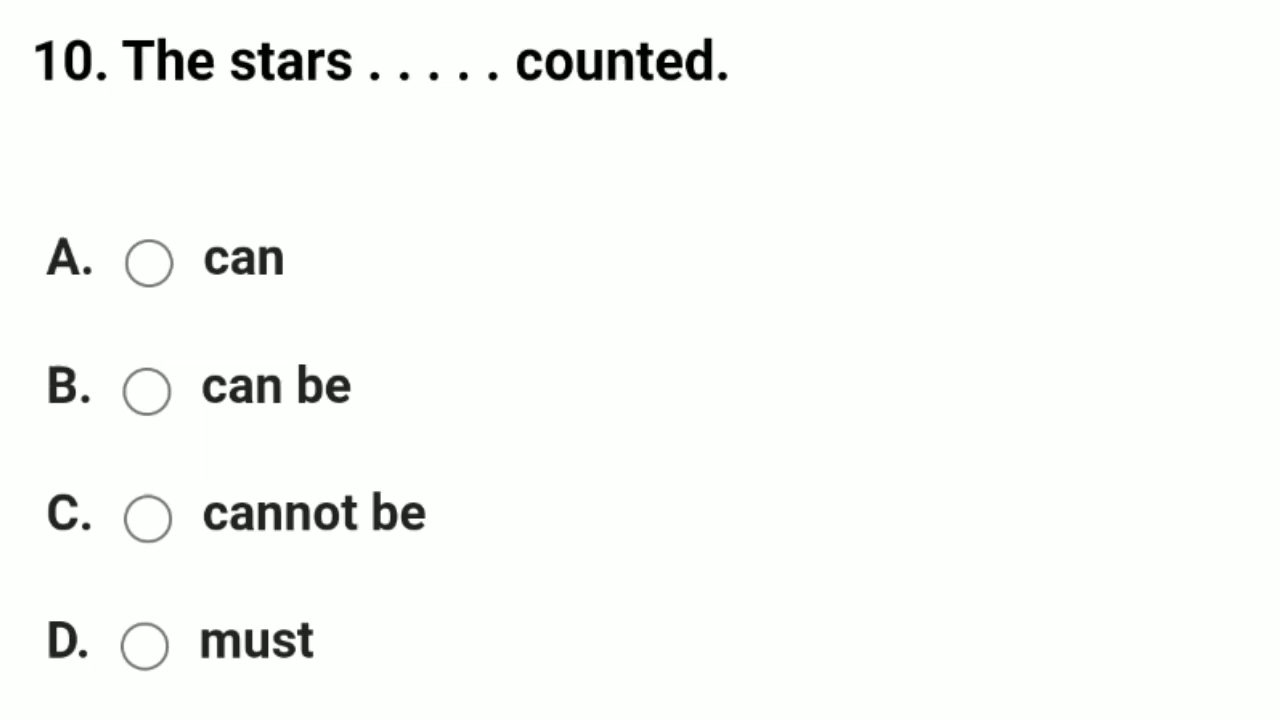 10. The stars . . . . . counted.
A. can
B. can be
C. cannot be
D. must